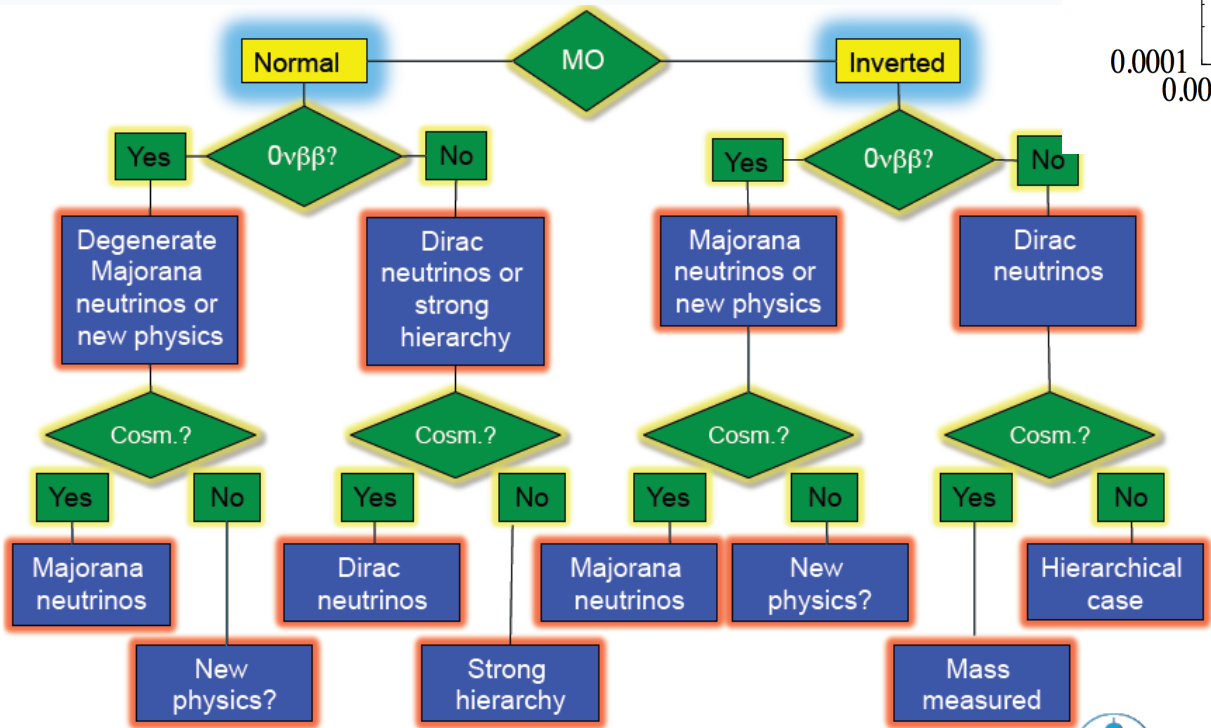 MO
Normal
Inverted
0.0001
0.00
0νββ?
Yes
No
0νββ?
Yes
No
Degenerate
Majorana
neutrinos or
new physics
Dirac
neutrinos or
strong
hierarchy
Majorana
neutrinos or
new physics
Dirac
neutrinos
Cosm.?
Cosm.?
Cosm.?
Cosm.?
Yes
No
Yes
No
Yes
No
Yes
No
Majorana
neutrinos
Dirac
neutrinos
Majorana
neutrinos
New
physics?
Hierarchical
case
New
physics?
Strong
hierarchy
Mass
measured